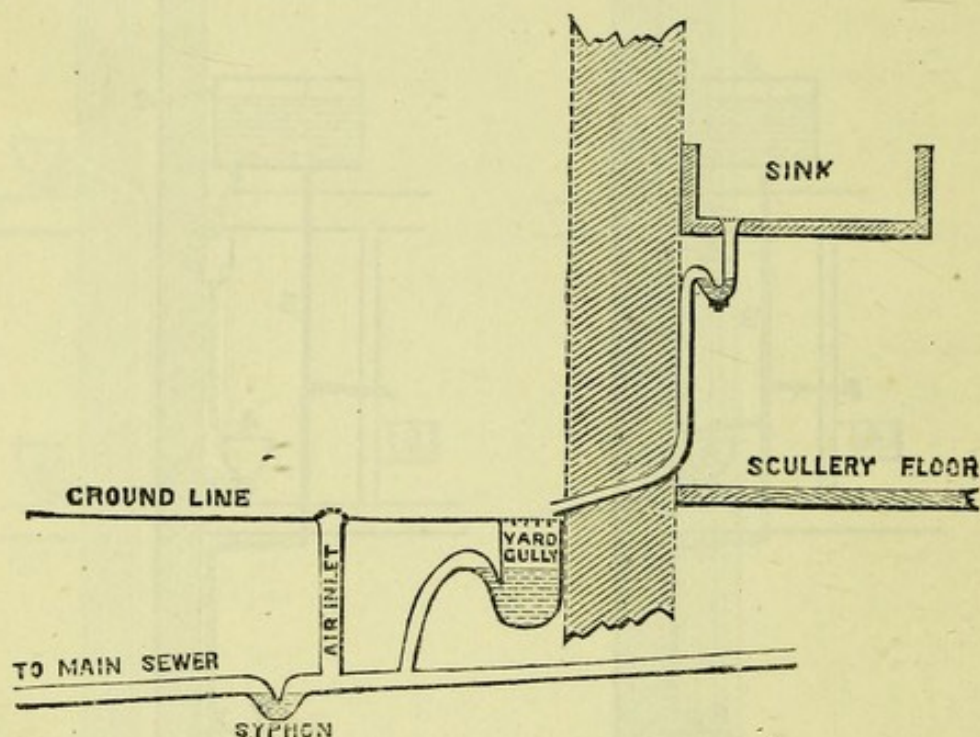 SINK
SCULLERY FLOOR
GROUND LINE
YARD
GULLY
AIR INLET
TO MAIN SEWER
SYPHON